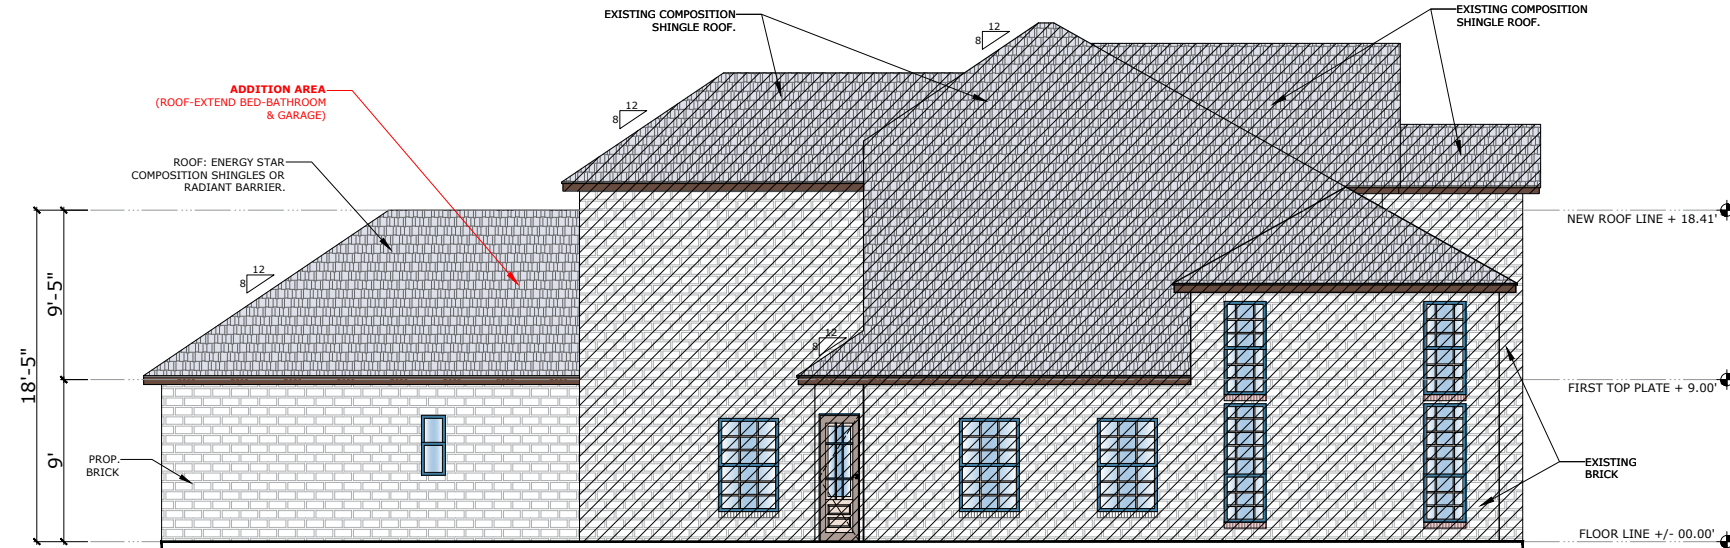 EXISTING COMPOSITION
SHINGLE ROOF.
EXISTING COMPOSITION
SHINGLE ROOF.
12
8
ADDITION AREA
(ROOF-EXTEND BED-BATHROOM
& GARAGE)
12
8
ROOF: ENERGY STAR
COMPOSITION SHINGLES OR
RADIANT BARRIER.
NEW ROOF LINE + 18.41'
12
8
9'-5"
18'-5"
12
8
FIRST TOP PLATE + 9.00'
9'
PROP.
BRICK
EXISTING
BRICK
FLOOR LINE +/- 00.00'